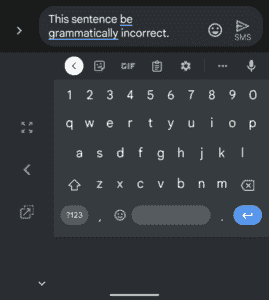 This sentence be
grammatically incorrect.
SMS
GIF
1 2 3 4 5 6 7 8 9 0
q w e r t y u i o p
a s d f g h j k l
z x c v b n m
?123 , .